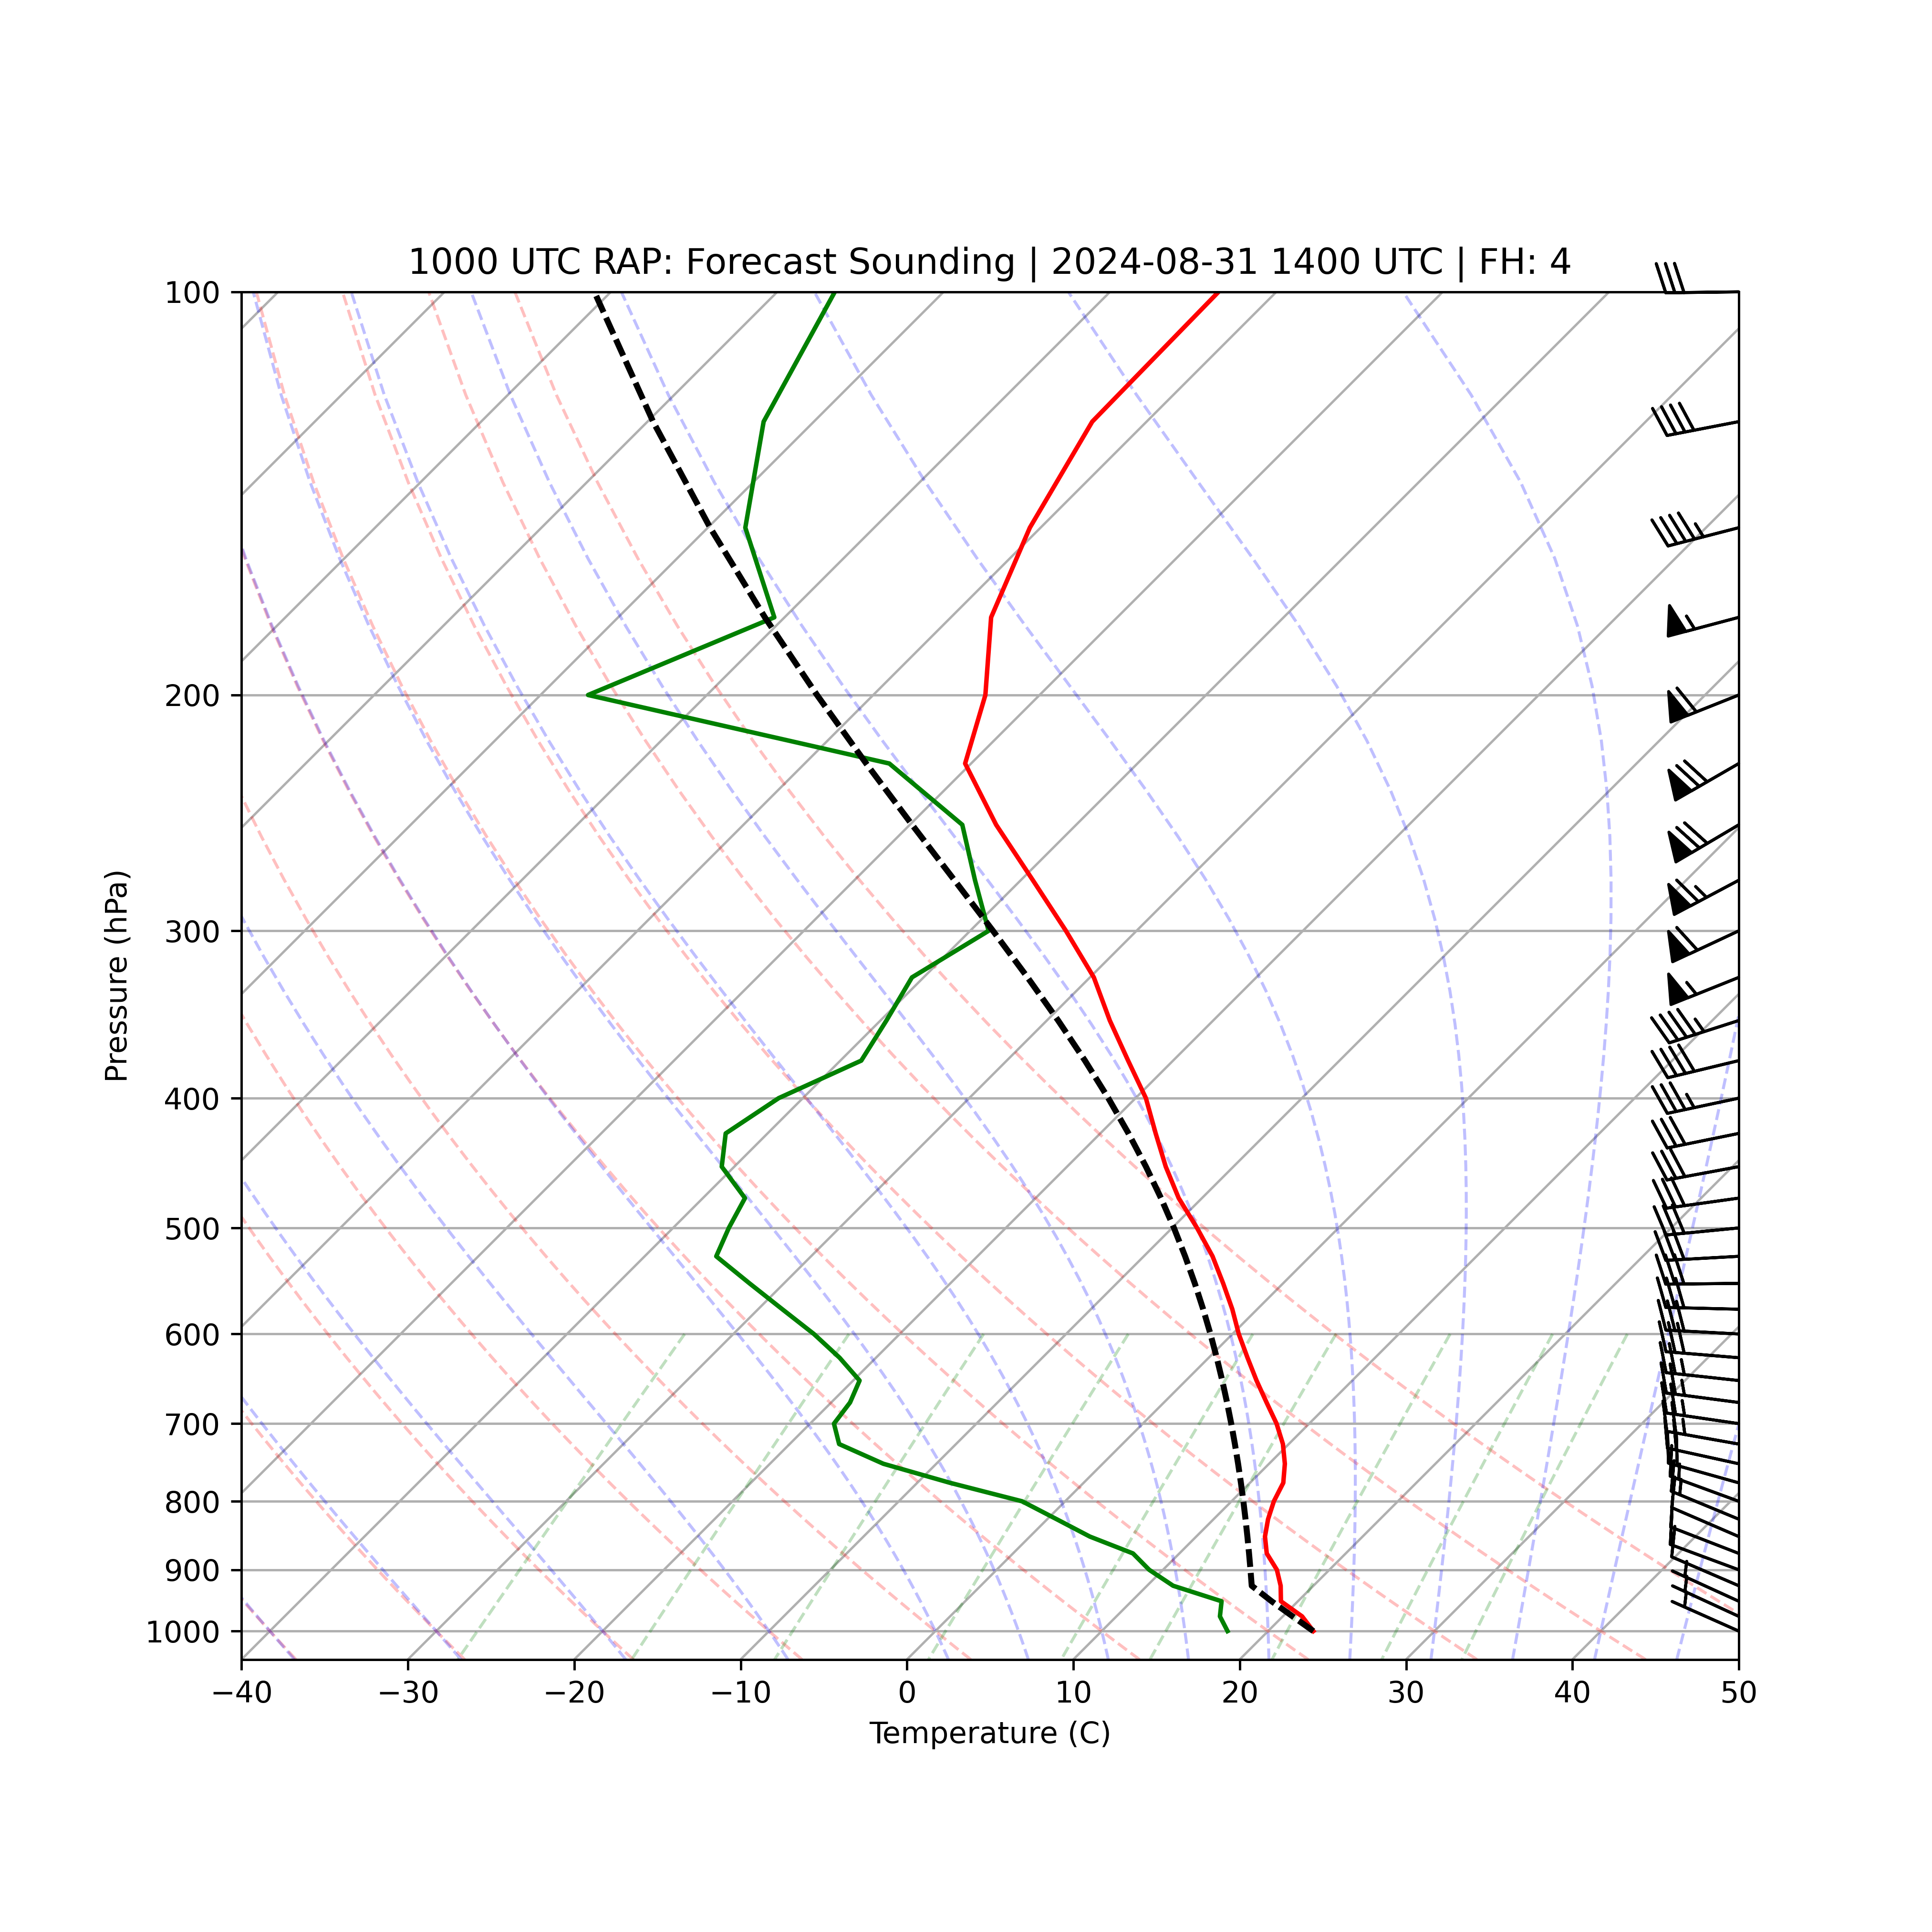 1000 UTC RAP: Forecast Sounding | 2024-08-31 1400 UTC | FH: 4
100
200
300
400
500
600
700
800
900
1000
Pressure (hPa)
−40 −30 −20 −10 0 10 20 30 40 50
Temperature (C)